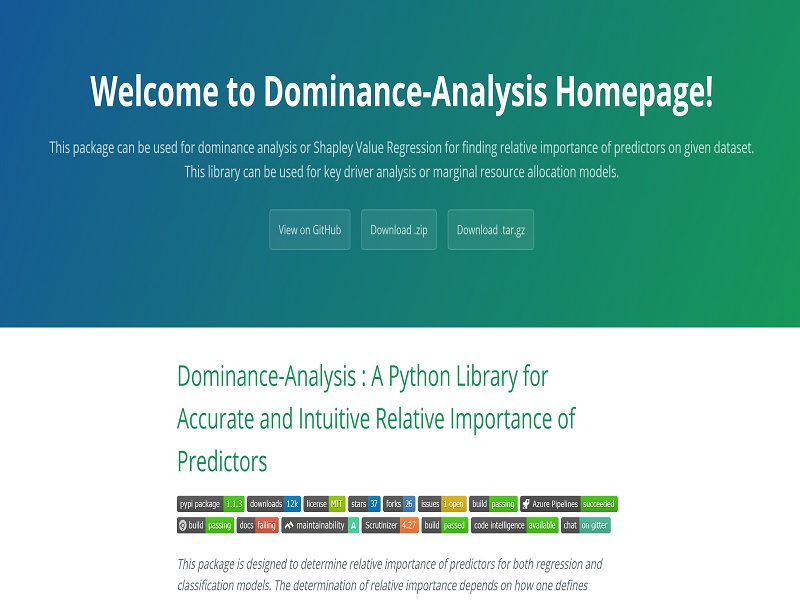 Welcome to Dominance-Analysis Homepage!
This package can be used for dominance analysis or Shapley Value Regression for finding relative importance of predictors on given dataset.
This library can be used for key driver analysis or marginal resource allocation models.
View on GitHub Download .zip Download .tar.gz
Dominance-Analysis : A Python Library for
Accurate and Intuitive Relative Importance of
Predictors
pypi package 1.1.3 downloads 12k license MIT stars 37 forks 26 issues 1 open build passing Azure Pipelines succeeded
build passing docs failing maintainability A Scrutinizer 4.27 build passed code intelligence available chat on gitter
This package is designed to determine relative importance of predictors for both regression and
classification models. The determination of relative importance depends on how one defines